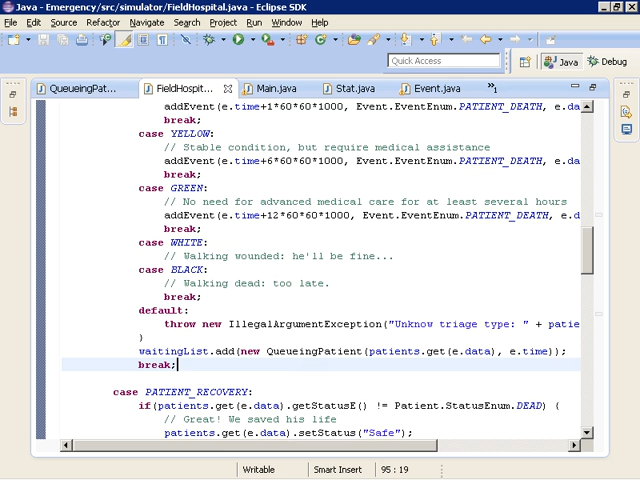 Java - Emergency/src/simulator/FieldHospital.java - Eclipse SDK
File Edit Source Refactor Navigate Search Project Run Window Help
Quick Access
Java
Debug
QueueingPat...
FieldHospit...
Main.java
Stat.java
Event.java
»1
addEvent(e.time+1*60*60*1000, Event.EventEnum.PATIENT_DEATH, e.da
break;
case YELLOW:
// Stable condition, but require medical assistance
addEvent(e.time+6*60*60*1000, Event.EventEnum.PATIENT_DEATH, e.da
break;
case GREEN:
// No need for advanced medical care for at least several hours
addEvent(e.time+12*60*60*1000, Event.EventEnum.PATIENT_DEATH, e.d
break;
case WHITE:
// Walking wounded: he'll be fine...
case BLACK:
// Walking dead: too late.
break;
default:
throw new IllegalArgumentException("Unknow triage type: " + patie
}
waitingList.add(new QueueingPatient(patients.get(e.data), e.time));
break;
case PATIENT_RECOVERY:
if(patients.get(e.data).getStatusE() != Patient.StatusEnum.DEAD) {
// Great! We saved his life
patients.get(e.data).setStatus("Safe");
Writable
Smart Insert
95 : 19